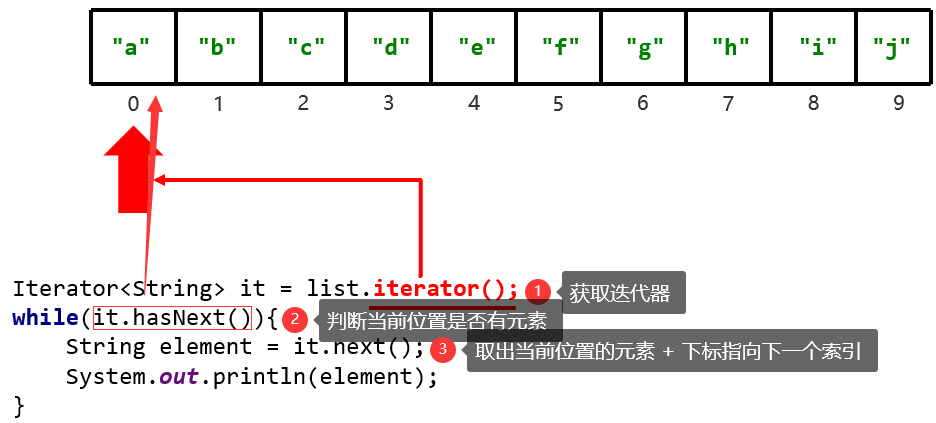 "a" "b" "c" "d" "e" "f" "g" "h" "i" "j"
0 1 2 3 4 5 6 7 8 9
Iterator<String> it = list.iterator(); 1 获取迭代器
while(it.hasNext()){ 2 判断当前位置是否有元素
String element = it.next(); 3 取出当前位置的元素 + 下标指向下一个索引
System.out.println(element);
}